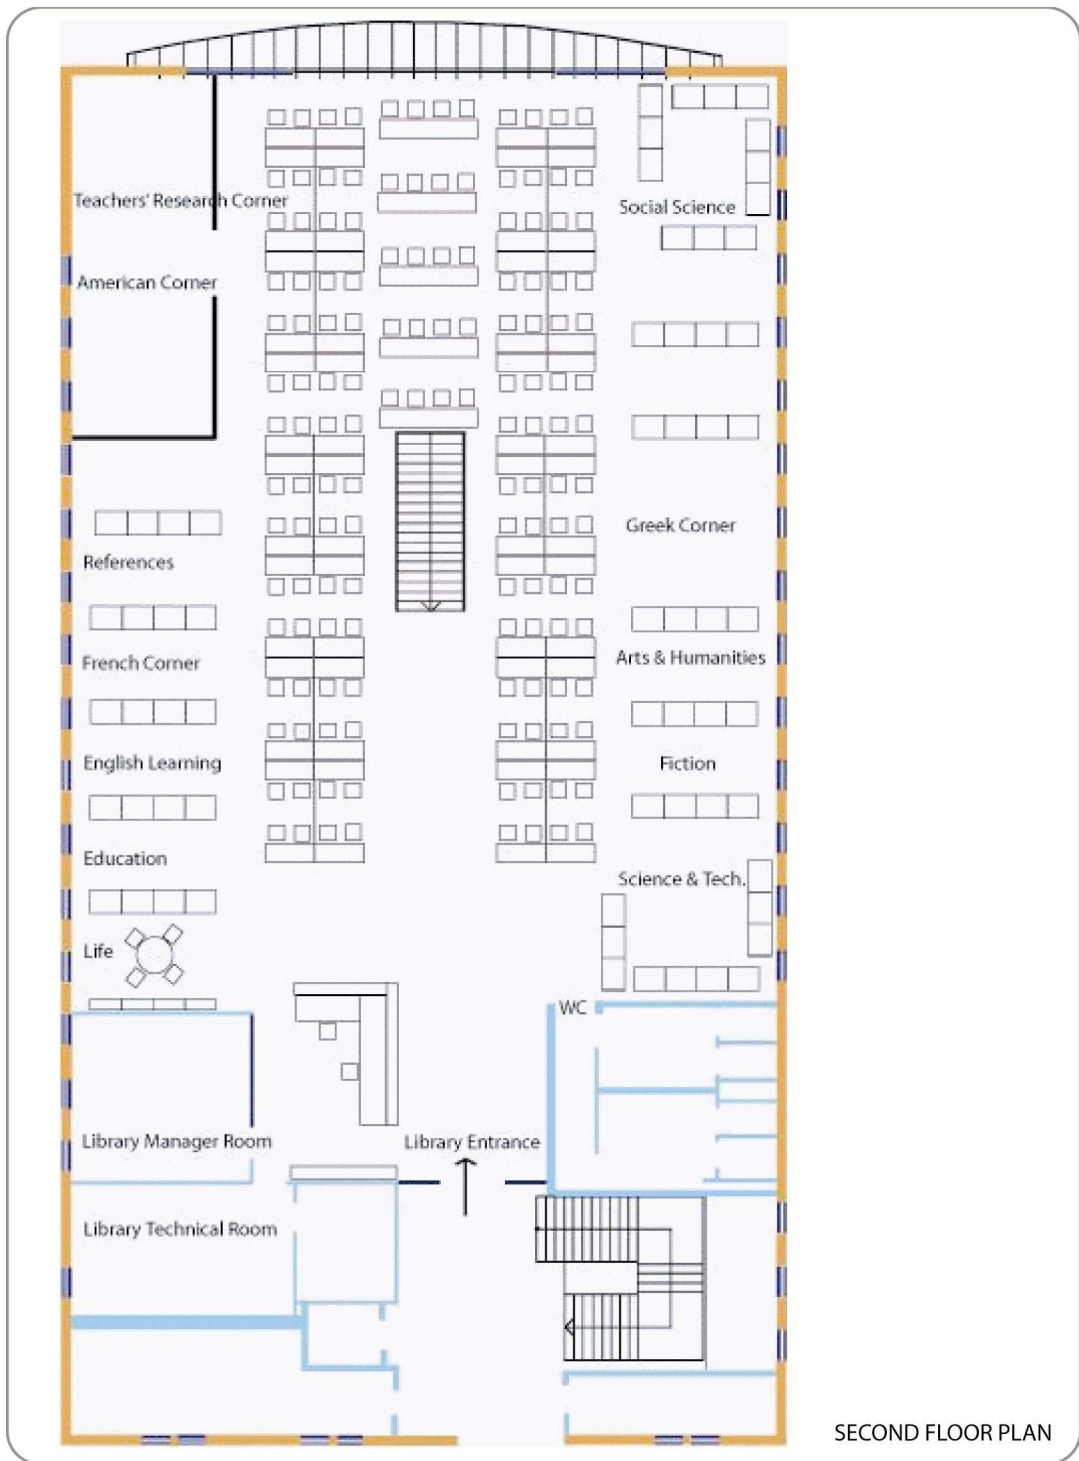 Teachers' Research Corner
Social Science
American Corner
Greek Corner
References
Arts & Humanities
French Corner
English Learning
Fiction
Education
Science & Tech.
Life
WC
Library Manager Room
Library Entrance
Library Technical Room
SECOND FLOOR PLAN